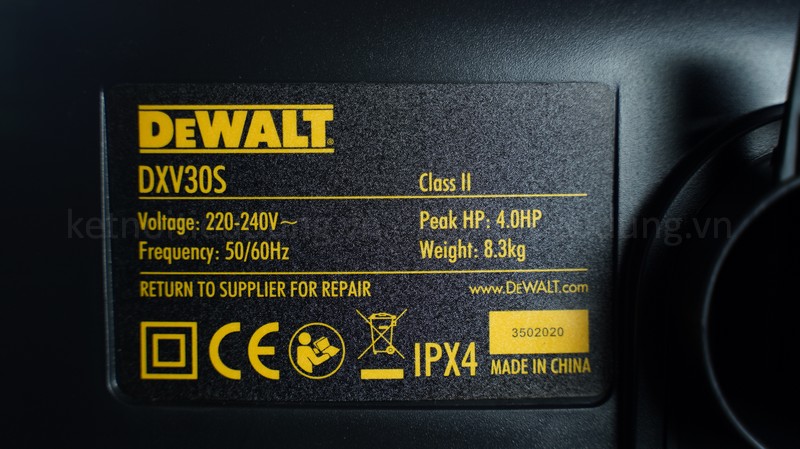 DEWALT
DXV30S
Class II
Voltage: 220-240V~
Peak HP: 4.0HP
Frequency: 50/60Hz
Weight: 8.3kg
RETURN TO SUPPLIER FOR REPAIR
www.DEWALT.com
CE
IPX4
3502020
MADE IN CHINA